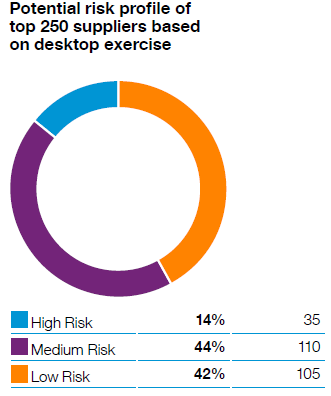 Potential risk profile of
top 250 suppliers based
on desktop exercise
High Risk 14% 35
Medium Risk 44% 110
Low Risk 42% 105